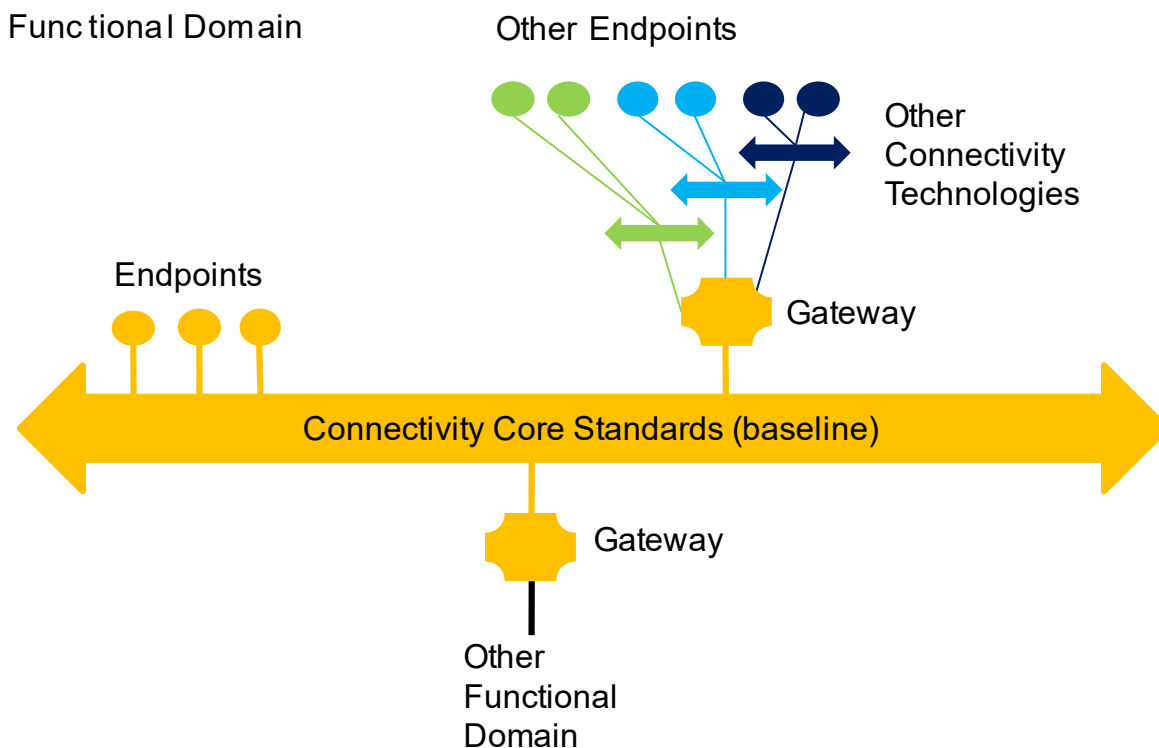 Functional Domain
Other Endpoints
Other
Connectivity
Technologies
Endpoints
Gateway
Connectivity Core Standards (baseline)
Gateway
Other
Functional
Domain